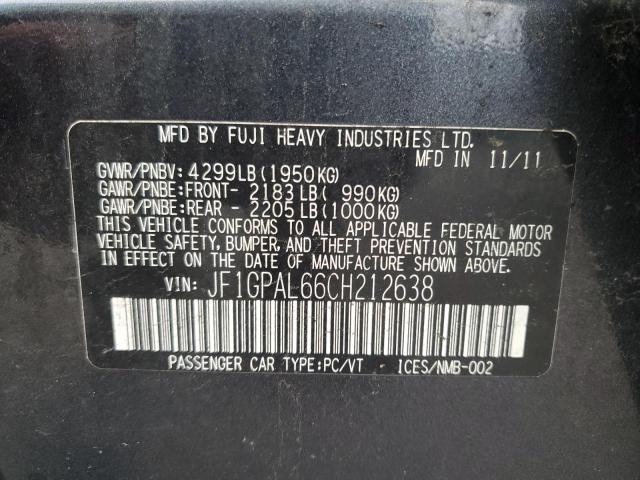 MFD BY FUJI HEAVY INDUSTRIES LTD.
MFD IN 11/11
GVWR/PNBV: 4299LB(1950KG)
GAWR/PNBE:FRONT- 2183LB( 990KG)
GAWR/PNBE:REAR - 2205LB(1000KG)
THIS VEHICLE CONFORMS TO ALL APPLICABLE FEDERAL MOTOR
VEHICLE SAFETY, BUMPER, AND THEFT PREVENTION STANDARDS
IN EFFECT ON THE DATE OF MANUFACTURE SHOWN ABOVE.
VIN: JF1GPAL66CH212638
PASSENGER CAR TYPE:PC/VT ICES/NMB-002